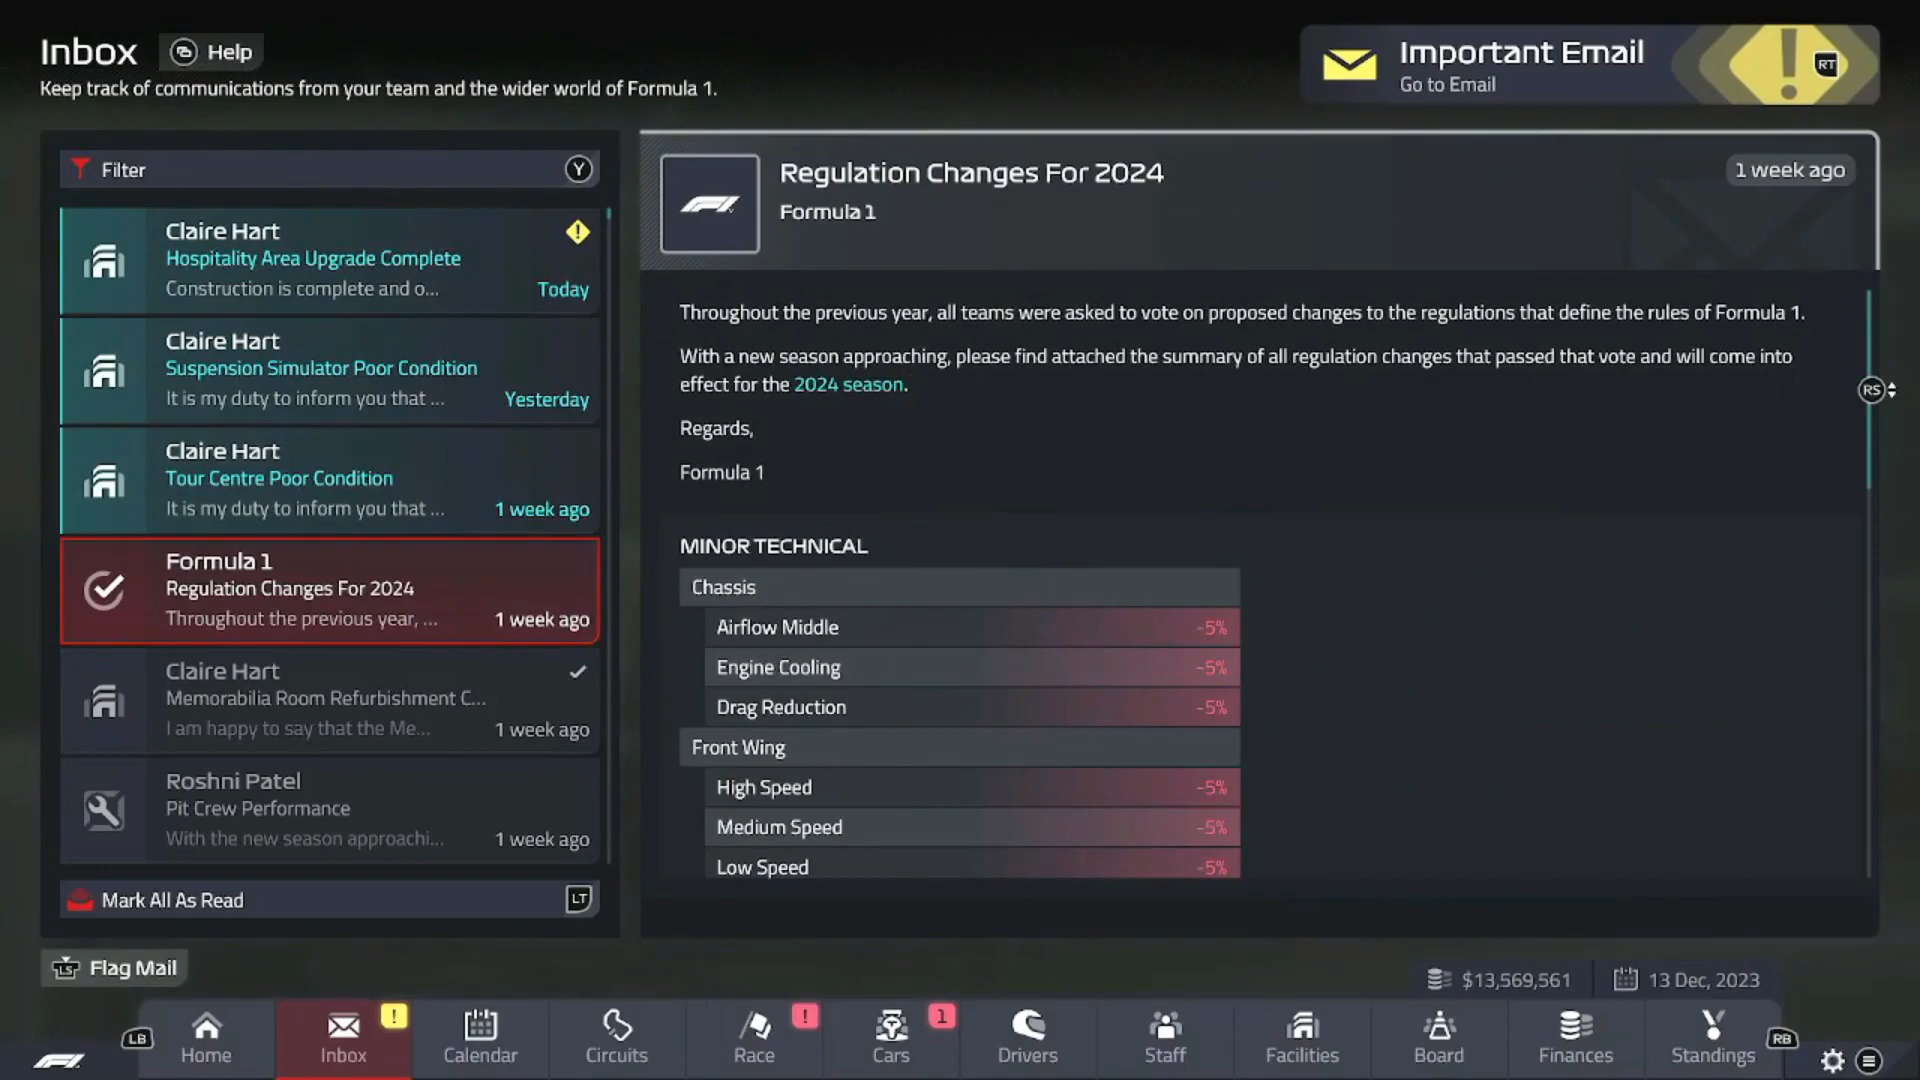 Inbox
Help
Keep track of communications from your team and the wider world of Formula 1.
Important Email
Go to Email
RT
Filter
Y
Claire Hart
Hospitality Area Upgrade Complete
Construction is complete and o...
Today
Claire Hart
Suspension Simulator Poor Condition
It is my duty to inform you that ...
Yesterday
Claire Hart
Tour Centre Poor Condition
It is my duty to inform you that ...
1 week ago
Formula 1
Regulation Changes For 2024
Throughout the previous year, ...
1 week ago
Claire Hart
Memorabilia Room Refurbishment C...
I am happy to say that the Me...
1 week ago
Roshni Patel
Pit Crew Performance
With the new season approachi...
1 week ago
Mark All As Read
LT
LS
Flag Mail
Regulation Changes For 2024
Formula 1
1 week ago
Throughout the previous year, all teams were asked to vote on proposed changes to the regulations that define the rules of Formula 1.
With a new season approaching, please find attached the summary of all regulation changes that passed that vote and will come into
effect for the 2024 season.
Regards,
Formula 1
RS
MINOR TECHNICAL
Chassis
Airflow Middle -5%
Engine Cooling -5%
Drag Reduction -5%
Front Wing
High Speed -5%
Medium Speed -5%
Low Speed -5%
$13,569,561
13 Dec, 2023
LB
Home
!
Inbox
Calendar
Circuits
!
Race
1
Cars
Drivers
Staff
Facilities
Board
Finances
Standings
RB